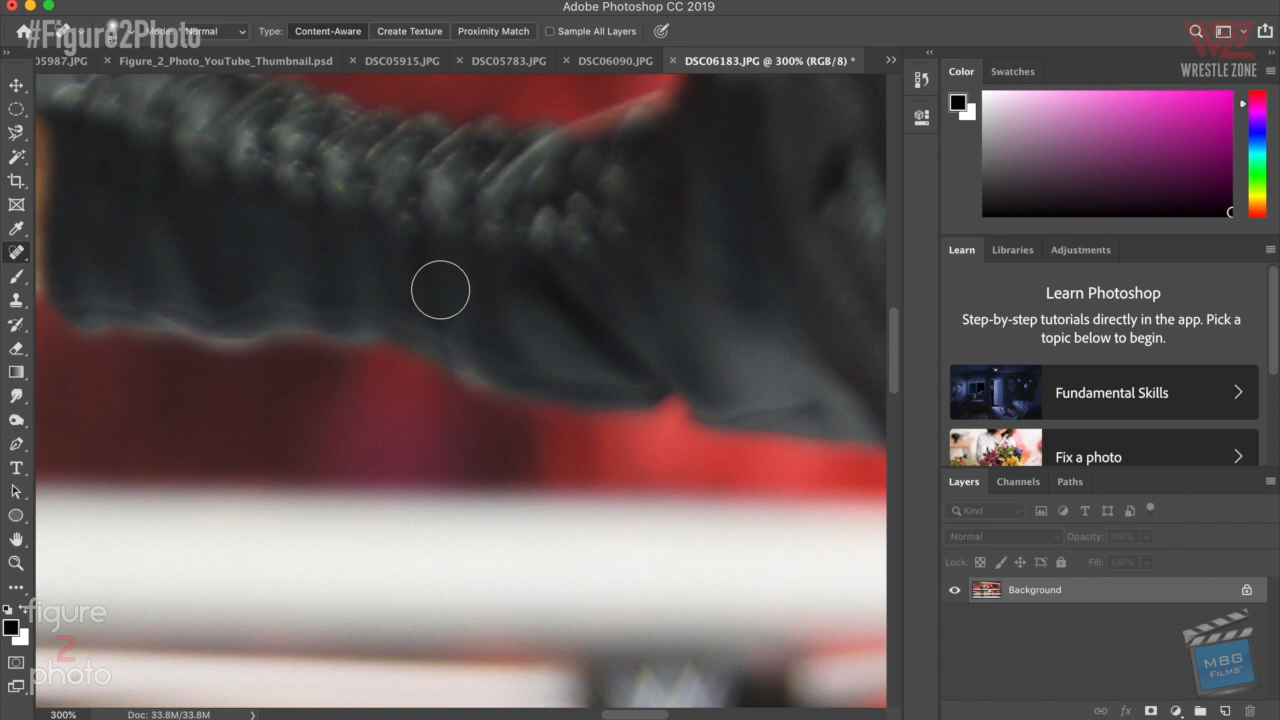 Adobe Photoshop CC 2019
#Figure2Photo
Mode: Normal
Type: Content-Aware Create Texture Proximity Match Sample All Layers
WZ
WRESTLE ZONE
05987.JPG
Figure_2_Photo_YouTube_Thumbnail.psd
DSC05915.JPG
DSC05783.JPG
DSC06090.JPG
DSC06183.JPG @ 300% (RGB/8) *
Color Swatches
Learn Libraries Adjustments
Learn Photoshop
Step-by-step tutorials directly in the app. Pick a
topic below to begin.
Fundamental Skills
Fix a photo
Layers Channels Paths
Kind
Normal Opacity: 100%
Lock: Fill: 100%
Background
figure
2
photo
MBG
FILMS
300% Doc: 33.8M/33.8M